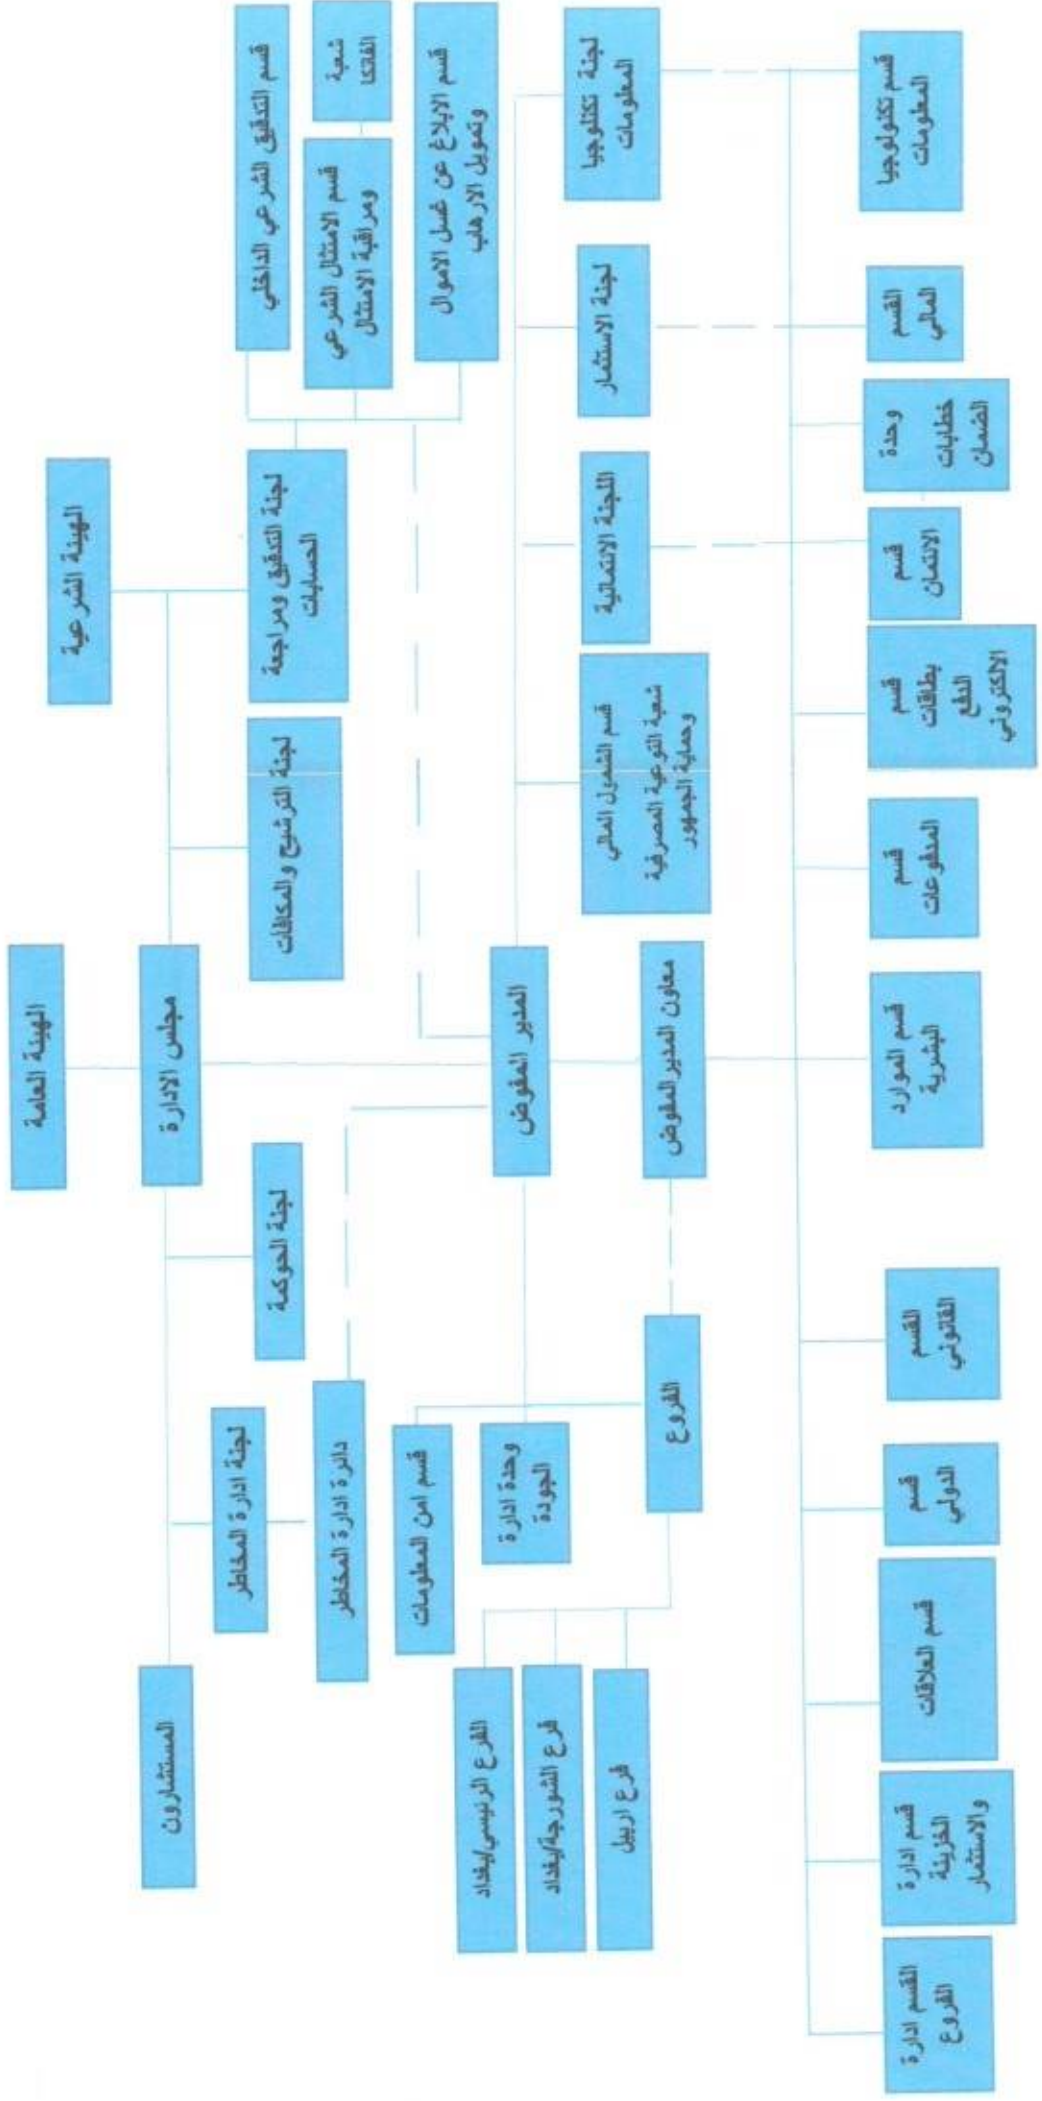 الهيئة العامة
الهيئة الشرعية
مجلس الادارة
المستشارون
قسم التدقيق الشرعي الداخلي
شعبة
الفاتكا
قسم الامتثال الشرعي
ومراقبة الامتثال
قسم الابلاغ عن غسل الاموال
وتمويل الارهاب
لجنة التدقيق ومراجعة
الحسابات
لجنة الترشيح والمكافات
لجنة الحوكمة
لجنة ادارة المخاطر
دائرة ادارة المخاطر
المدير المفوض
لجنة تكنلوجيا
المعلومات
لجنة الاستثمار
اللجنة الائتمانية
قسم الشمول المالي
شعبة التوعية المصرفية
وحماية الجمهور
معاون المدير المفوض
قسم امن المعلومات
وحدة ادارة
الجودة
الفروع
الفرع الرئيسي/بغداد
فرع الشورجة/بغداد
فرع اربيل
قسم تكنولوجيا
المعلومات
القسم
المالي
وحدة
خطابات
الضمان
قسم
الائتمان
قسم
بطاقات
الدفع
الالكتروني
قسم
المدفوعات
قسم الموارد
البشرية
القسم
القانوني
قسم
الدولي
قسم العلاقات
قسم ادارة
الخزينة
والاستثمار
القسم ادارة
الفروع